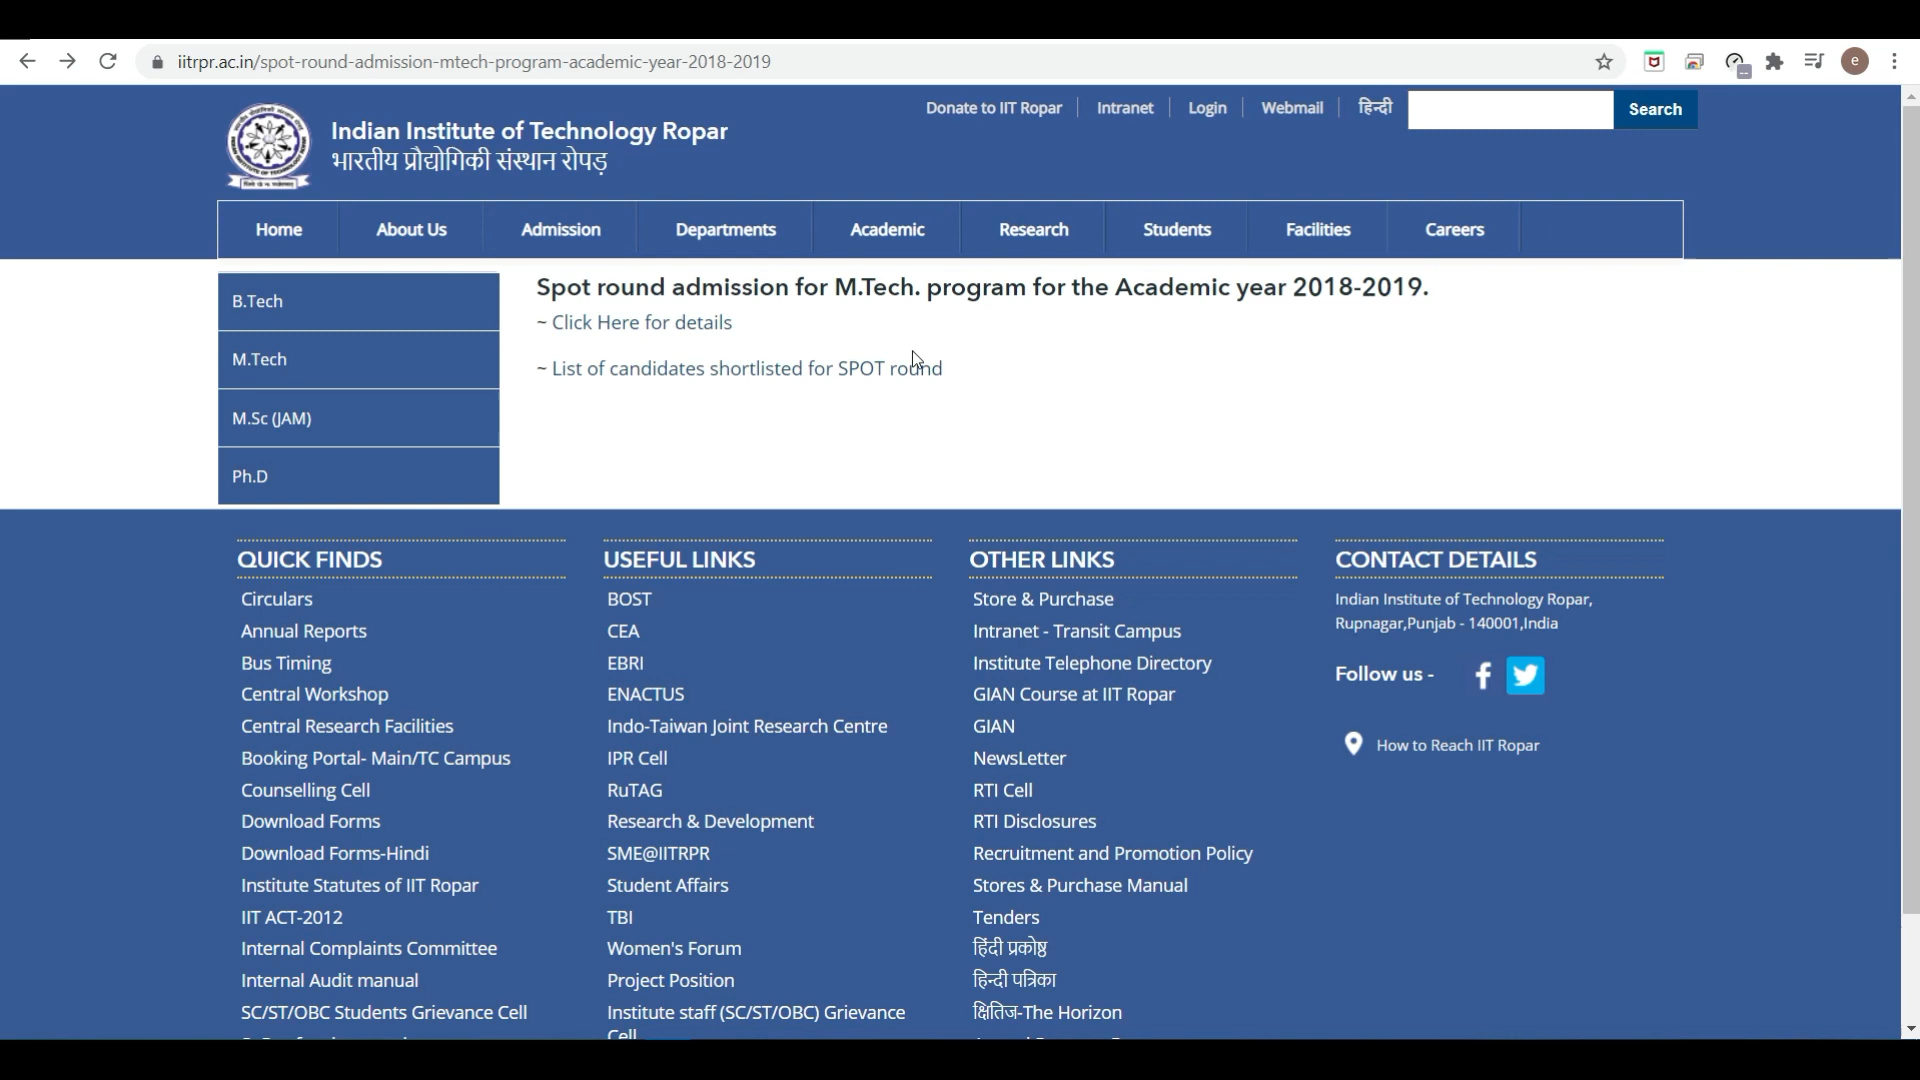 iitrpr.ac.in/spot-round-admission-mtech-program-academic-year-2018-2019
e
Donate to IIT Ropar
Intranet
Login
Webmail
हिन्दी
Search
Indian Institute of Technology Ropar
भारतीय प्रौद्योगिकी संस्थान रोपड़
Home
About Us
Admission
Departments
Academic
Research
Students
Facilities
Careers
B.Tech
M.Tech
M.Sc (JAM)
Ph.D
Spot round admission for M.Tech. program for the Academic year 2018-2019.
~ Click Here for details
~ List of candidates shortlisted for SPOT round
QUICK FINDS
Circulars
Annual Reports
Bus Timing
Central Workshop
Central Research Facilities
Booking Portal- Main/TC Campus
Counselling Cell
Download Forms
Download Forms-Hindi
Institute Statutes of IIT Ropar
IIT ACT-2012
Internal Complaints Committee
Internal Audit manual
SC/ST/OBC Students Grievance Cell
USEFUL LINKS
BOST
CEA
EBRI
ENACTUS
Indo-Taiwan Joint Research Centre
IPR Cell
RuTAG
Research & Development
SME@IITRPR
Student Affairs
TBI
Women's Forum
Project Position
Institute staff (SC/ST/OBC) Grievance
Cell
OTHER LINKS
Store & Purchase
Intranet - Transit Campus
Institute Telephone Directory
GIAN Course at IIT Ropar
GIAN
NewsLetter
RTI Cell
RTI Disclosures
Recruitment and Promotion Policy
Stores & Purchase Manual
Tenders
हिंदी प्रकोष्ठ
हिन्दी पत्रिका
क्षितिज-The Horizon
CONTACT DETAILS
Indian Institute of Technology Ropar,
Rupnagar,Punjab - 140001,India
Follow us -
How to Reach IIT Ropar